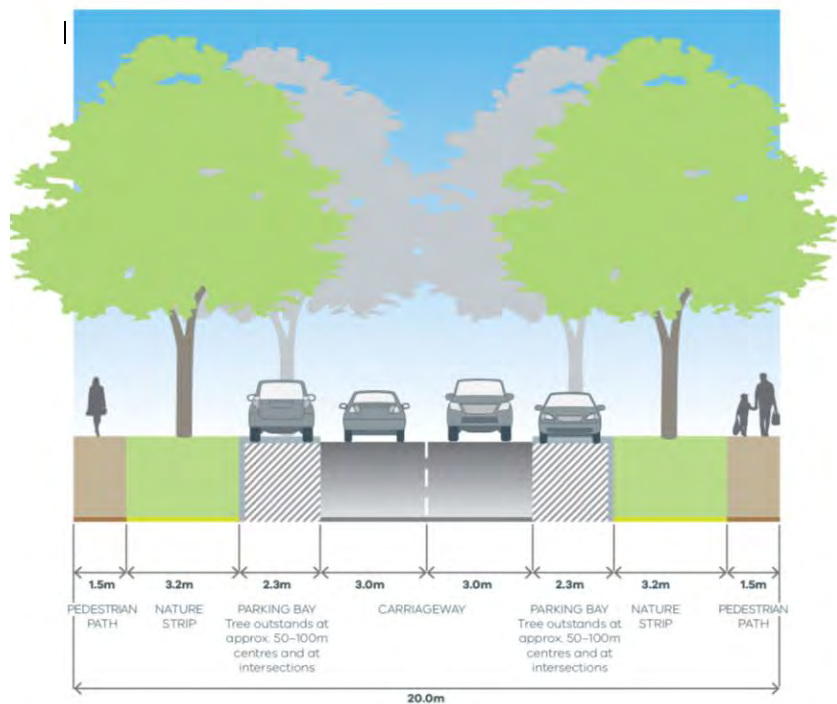 1.5m 3.2m 2.3m 3.0m 3.0m 2.3m 3.2m 1.5m
PEDESTRIAN
PATH
NATURE
STRIP
PARKING BAY
Tree outstands at
approx. 50–100m
centres and at
intersections
CARRIAGEWAY
PARKING BAY
Tree outstands at
approx. 50–100m
centres and at
intersections
NATURE
STRIP
PEDESTRIAN
PATH
20.0m